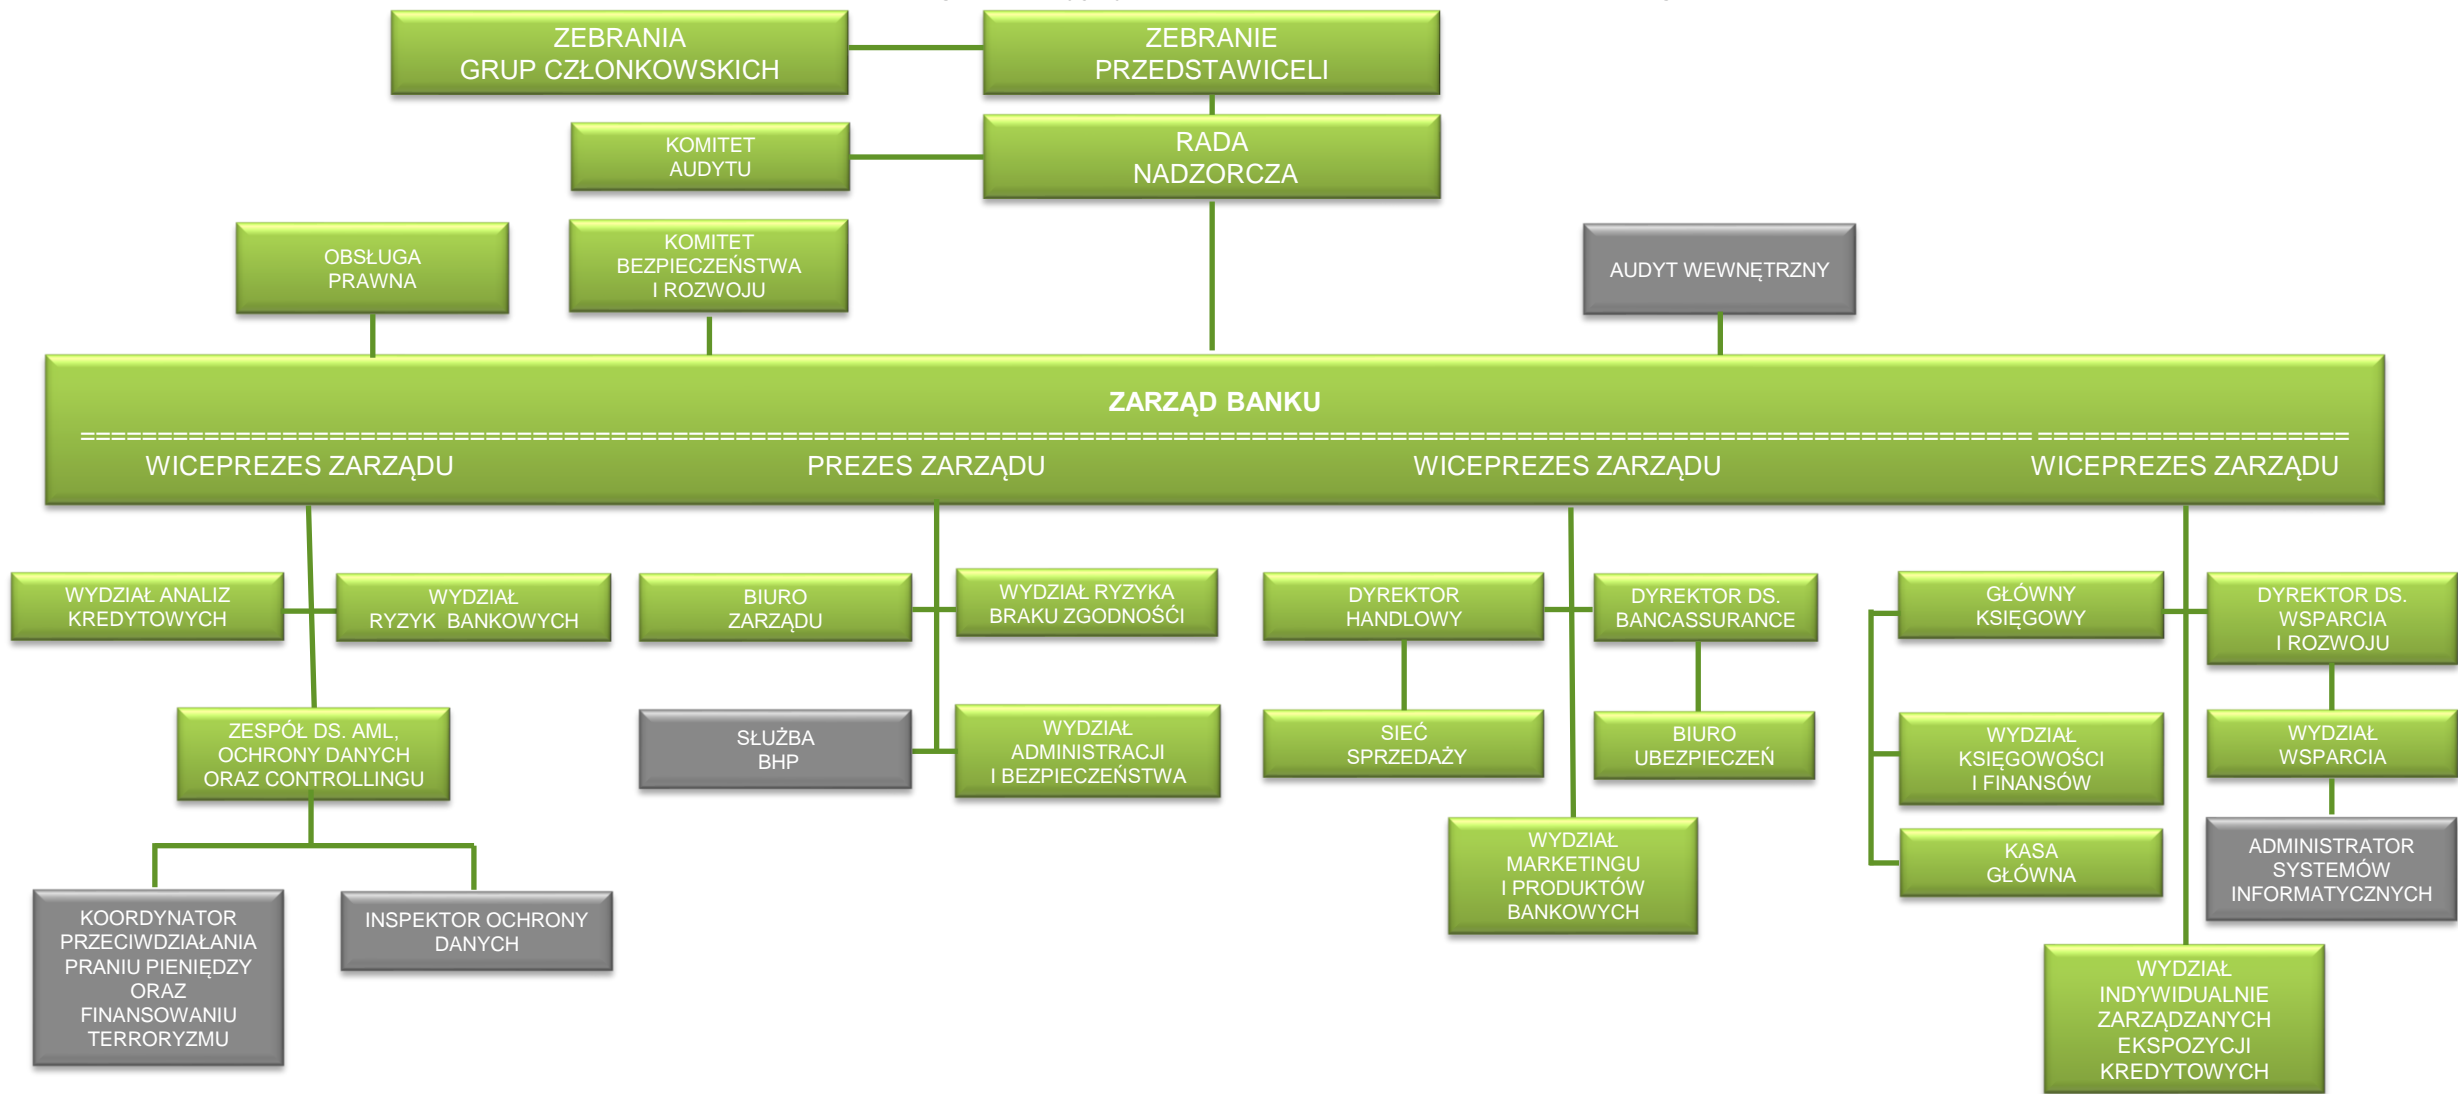 ZEBRANIA
GRUP CZŁONKOWSKICH
ZEBRANIE
PRZEDSTAWICELI
KOMITET
AUDYTU
RADA
NADZORCZA
OBSŁUGA
PRAWNA
KOMITET
BEZPIECZEŃSTWA
I ROZWOJU
AUDYT WEWNĘTRZNY
ZARZĄD BANKU
WICEPREZES ZARZĄDU
PREZES ZARZĄDU
WICEPREZES ZARZĄDU
WICEPREZES ZARZĄDU
WYDZIAŁ ANALIZ
KREDYTOWYCH
WYDZIAŁ
RYZYK BANKOWYCH
BIURO
ZARZĄDU
WYDZIAŁ RYZYKA
BRAKU ZGODNOŚĆI
DYREKTOR
HANDLOWY
DYREKTOR DS.
BANCASSURANCE
GŁÓWNY
KSIĘGOWY
DYREKTOR DS.
WSPARCIA
I ROZWOJU
ZESPÓŁ DS. AML,
OCHRONY DANYCH
ORAZ CONTROLLINGU
SŁUŻBA
BHP
WYDZIAŁ
ADMINISTRACJI
I BEZPIECZEŃSTWA
SIEĆ
SPRZEDAŻY
BIURO
UBEZPIECZEŃ
WYDZIAŁ
KSIĘGOWOŚCI
I FINANSÓW
WYDZIAŁ
WSPARCIA
WYDZIAŁ
MARKETINGU
I PRODUKTÓW
BANKOWYCH
KASA
GŁÓWNA
ADMINISTRATOR
SYSTEMÓW
INFORMATYCZNYCH
KOORDYNATOR
PRZECIWDZIAŁANIA
PRANIU PIENIĘDZY
ORAZ
FINANSOWANIU
TERRORYZMU
INSPEKTOR OCHRONY
DANYCH
WYDZIAŁ
INDYWIDUALNIE
ZARZĄDZANYCH
EKSPOZYCJI
KREDYTOWYCH